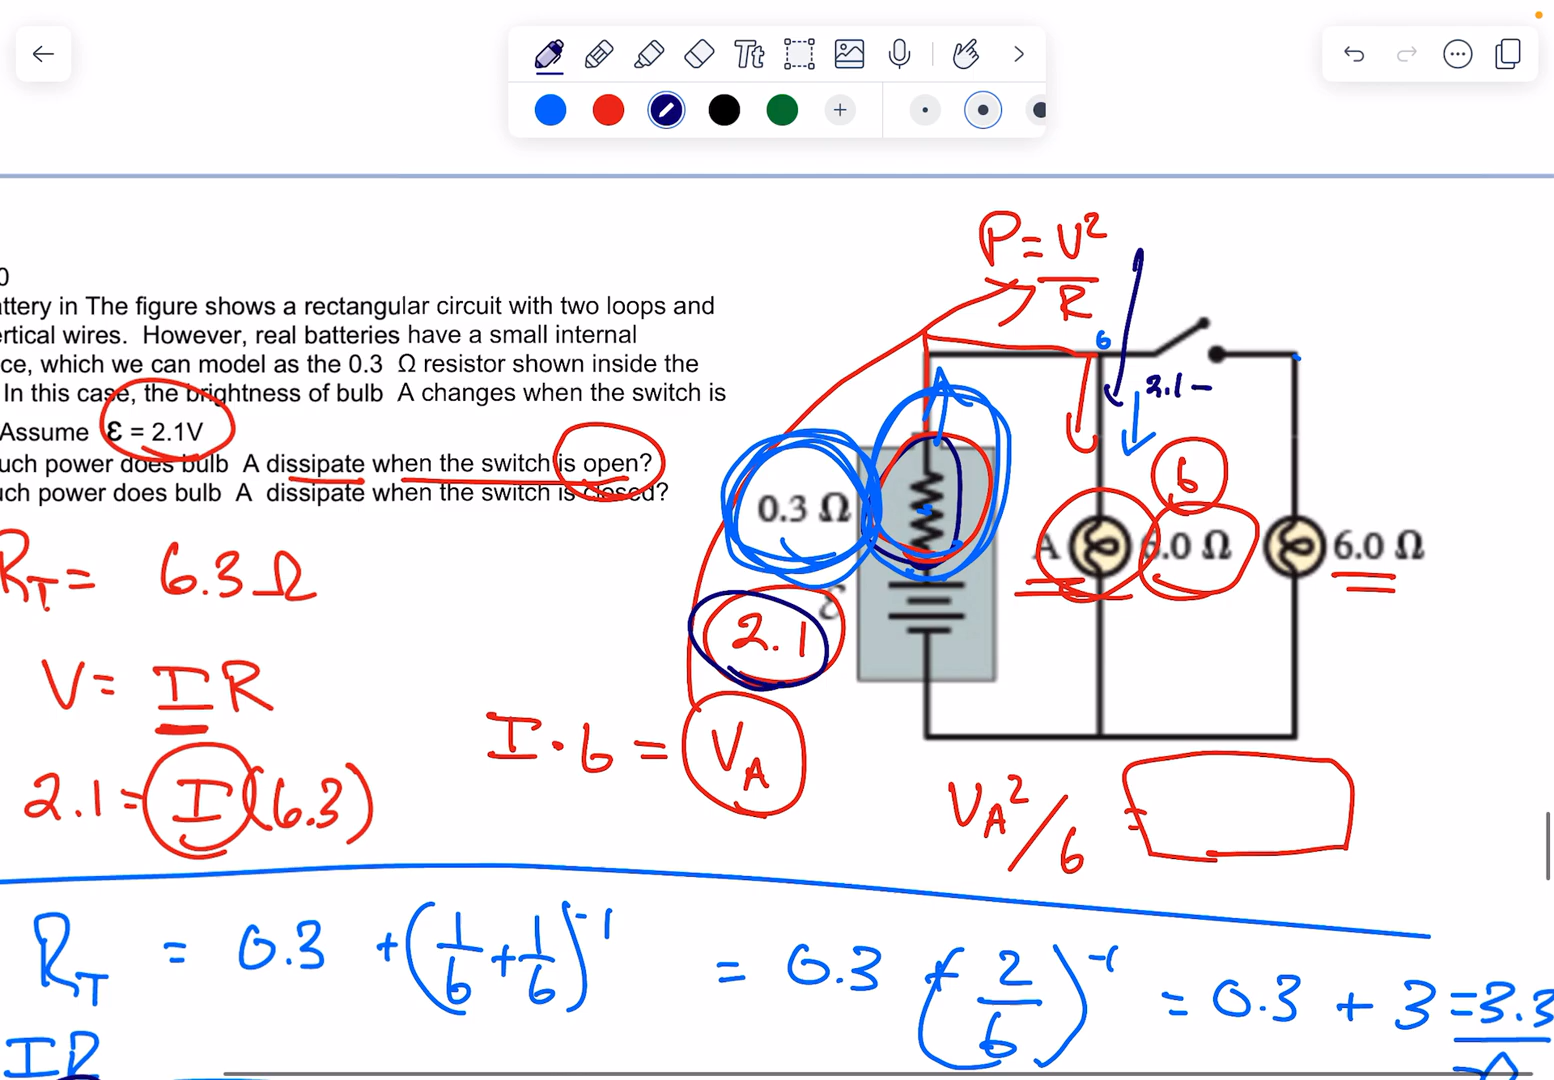 Tt
0
attery in The figure shows a rectangular circuit with two loops and
ertical wires. However, real batteries have a small internal
ce, which we can model as the 0.3 Ω resistor shown inside the
In this case, the brightness of bulb A changes when the switch is
Assume Ɛ = 2.1V
uch power does bulb A dissipate when the switch is open?
uch power does bulb A dissipate when the switch is closed?
P = V²/R
6
2.1 –
6
0.3 Ω
A
6.0 Ω
6.0 Ω
ℰ
2.1
R_T = 6.3 Ω
V = I R
I · 6 = V_A
2.1 = I (6.3)
V_A²/6 =
R_T = 0.3 + (1/6 + 1/6)⁻¹ = 0.3 + (2/6)⁻¹ = 0.3 + 3 = 3.3
IR